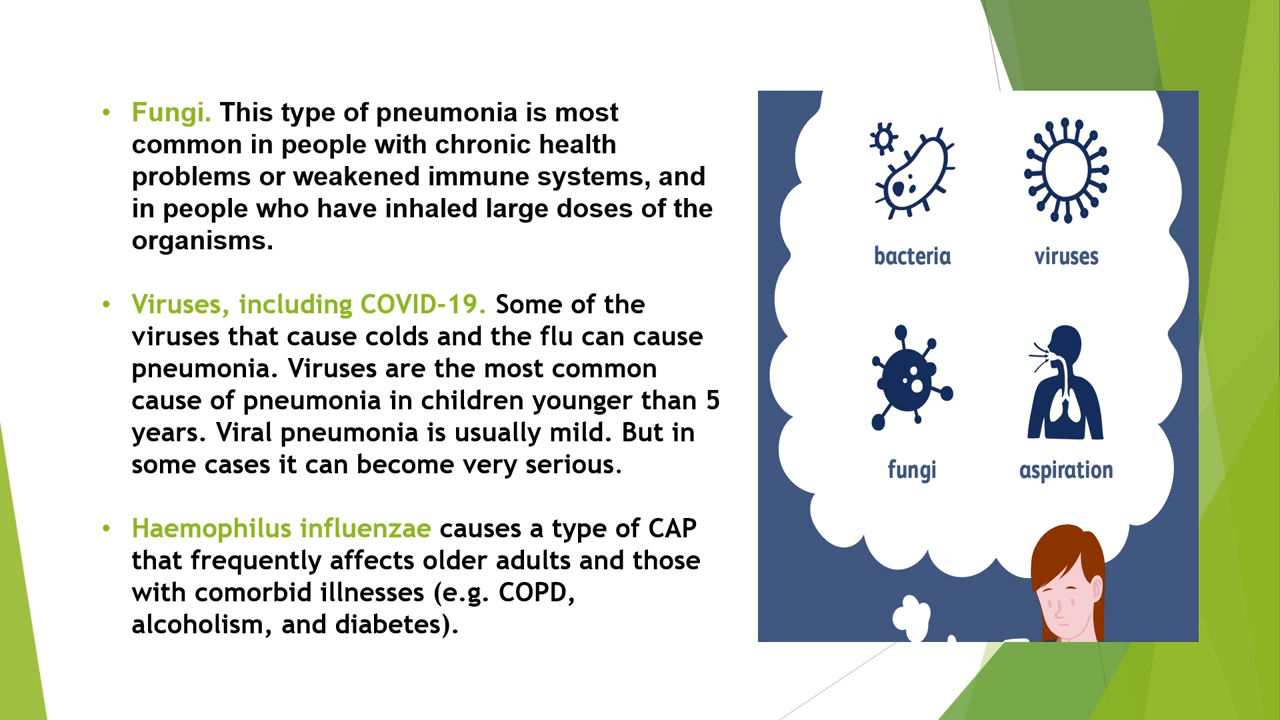 • Fungi. This type of pneumonia is most
common in people with chronic health
problems or weakened immune systems, and
in people who have inhaled large doses of the
organisms.
• Viruses, including COVID-19. Some of the
viruses that cause colds and the flu can cause
pneumonia. Viruses are the most common
cause of pneumonia in children younger than 5
years. Viral pneumonia is usually mild. But in
some cases it can become very serious.
• Haemophilus influenzae causes a type of CAP
that frequently affects older adults and those
with comorbid illnesses (e.g. COPD,
alcoholism, and diabetes).
bacteria
viruses
fungi
aspiration